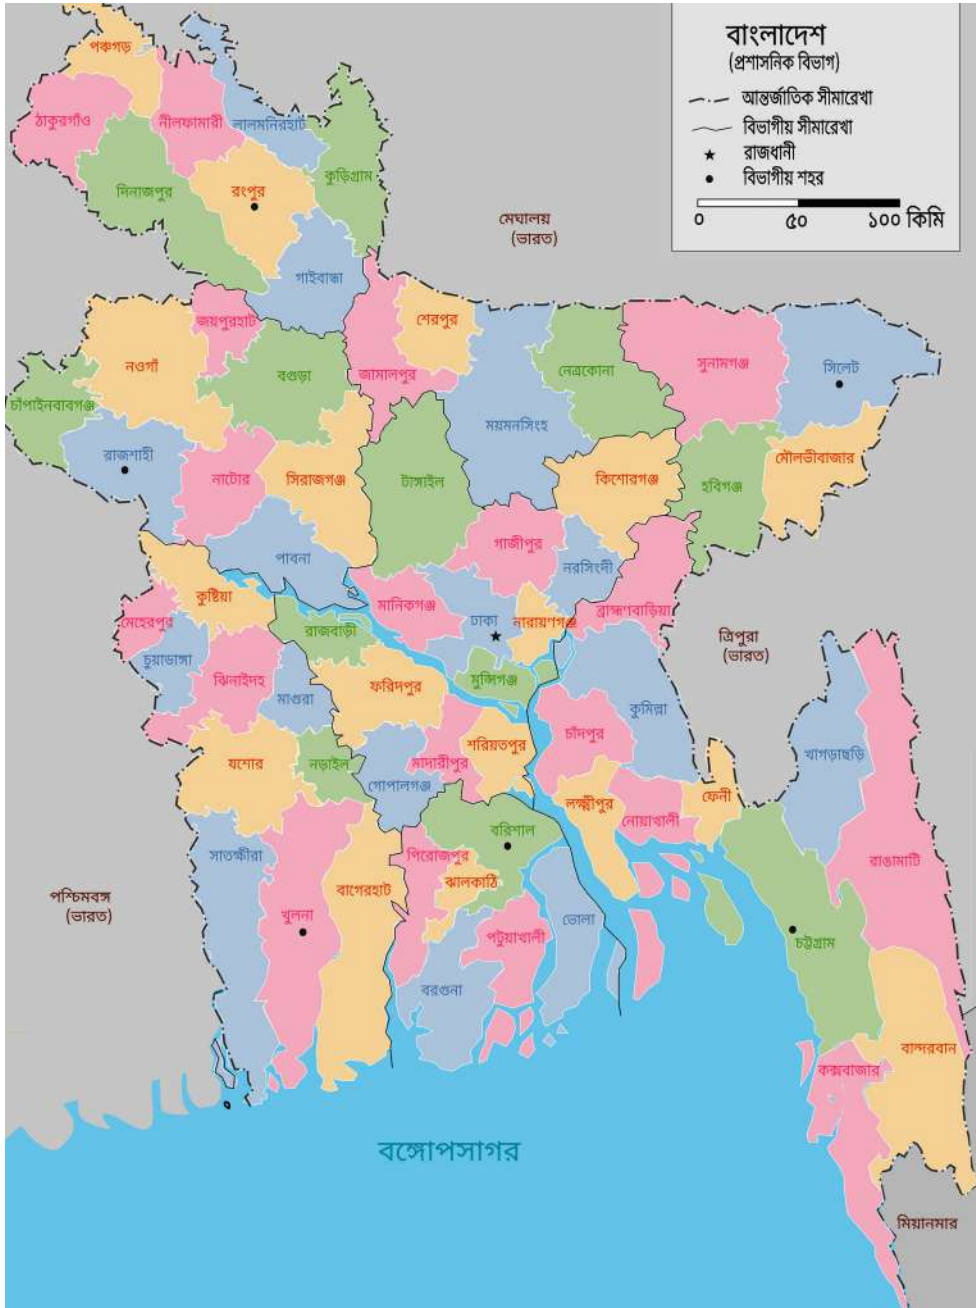 বাংলাদেশ
(প্রশাসনিক বিভাগ)
আন্তর্জাতিক সীমারেখা
বিভাগীয় সীমারেখা
রাজধানী
বিভাগীয় শহর
০ ৫০ ১০০ কিমি
পঞ্চগড়
ঠাকুরগাঁও
নীলফামারী
লালমনিরহাট
দিনাজপুর
রংপুর
কুড়িগ্রাম
মেঘালয়
(ভারত)
গাইবান্ধা
জয়পুরহাট
শেরপুর
নওগাঁ
বগুড়া
জামালপুর
নেত্রকোনা
সুনামগঞ্জ
সিলেট
চাঁপাইনবাবগঞ্জ
রাজশাহী
নাটোর
সিরাজগঞ্জ
টাঙ্গাইল
ময়মনসিংহ
কিশোরগঞ্জ
হবিগঞ্জ
মৌলভীবাজার
পাবনা
গাজীপুর
নরসিংদী
কুষ্টিয়া
মানিকগঞ্জ
ঢাকা
নারায়ণগঞ্জ
ব্রাহ্মণবাড়িয়া
মেহেরপুর
রাজবাড়ী
ত্রিপুরা
(ভারত)
চুয়াডাঙ্গা
ঝিনাইদহ
মাগুরা
ফরিদপুর
মুন্সিগঞ্জ
কুমিল্লা
চাঁদপুর
যশোর
নড়াইল
গোপালগঞ্জ
মাদারীপুর
শরিয়তপুর
খাগড়াছড়ি
লক্ষ্মীপুর
নোয়াখালী
ফেনী
সাতক্ষীরা
বরিশাল
পিরোজপুর
রাঙামাটি
পশ্চিমবঙ্গ
(ভারত)
খুলনা
বাগেরহাট
ঝালকাঠি
পটুয়াখালী
ভোলা
চট্টগ্রাম
বরগুনা
বান্দরবান
কক্সবাজার
বঙ্গোপসাগর
মিয়ানমার